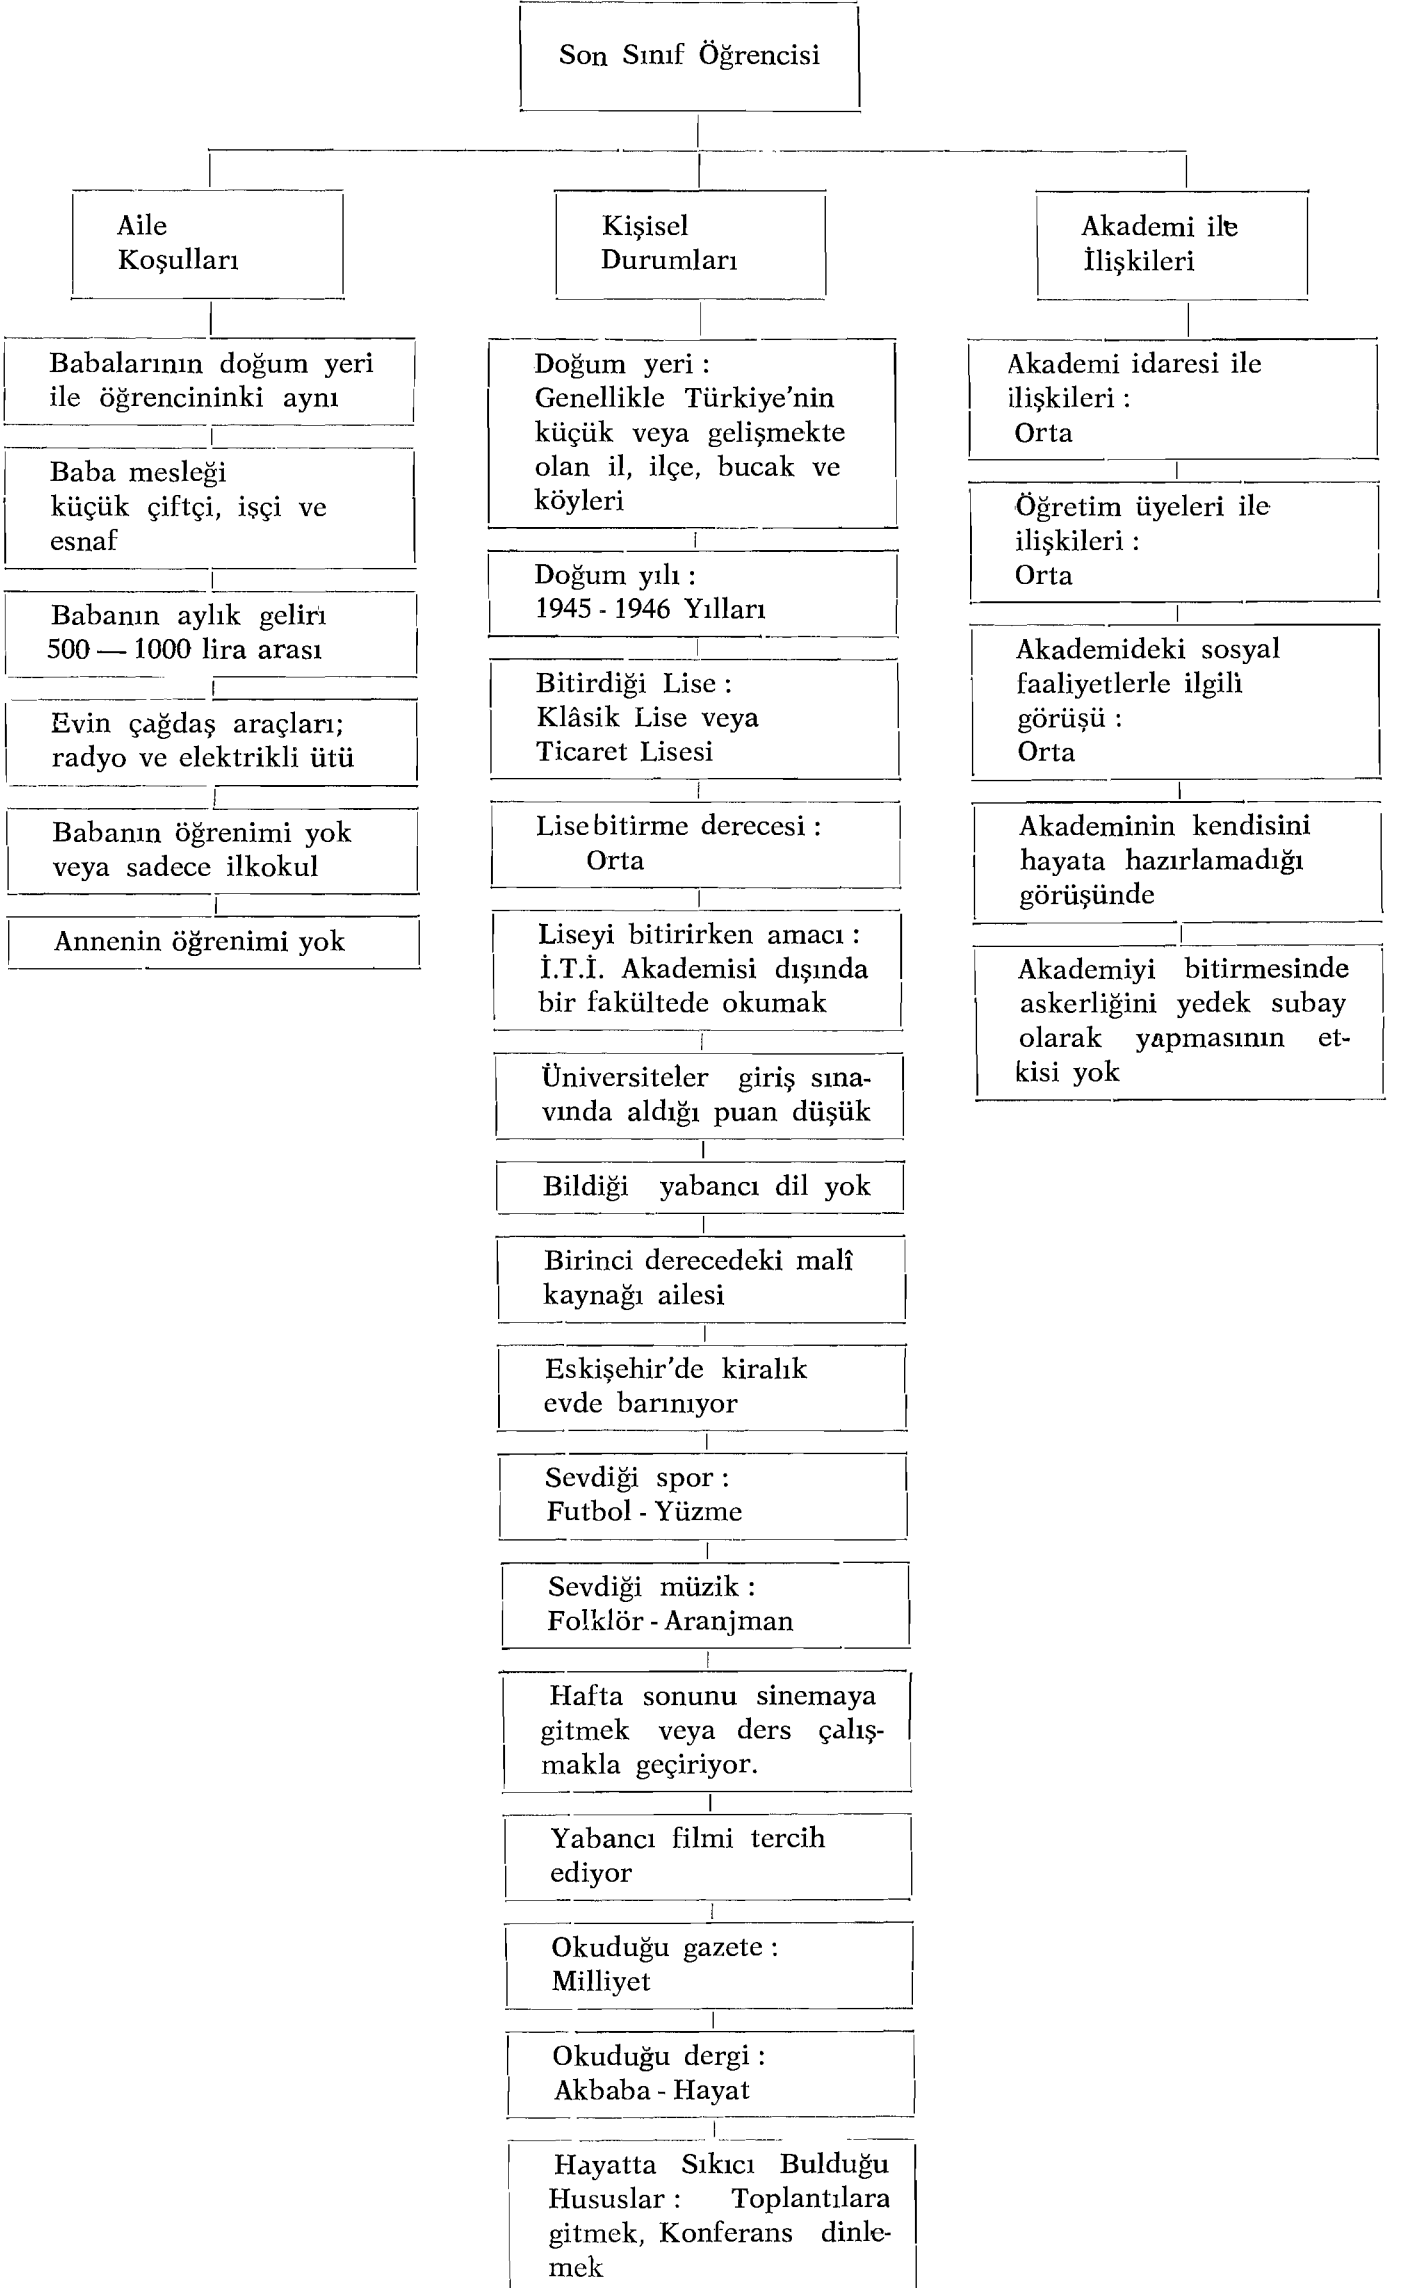 Son Sınıf Öğrencisi
Aile
Koşulları
Babalarının doğum yeri
ile öğrencininki aynı
Baba mesleği
küçük çiftçi, işçi ve
esnaf
Babanın aylık geliri
500 — 1000 lira arası
Evin çağdaş araçları;
radyo ve elektrikli ütü
Babanın öğrenimi yok
veya sadece ilkokul
Annenin öğrenimi yok
Kişisel
Durumları
Doğum yeri :
Genellikle Türkiye'nin
küçük veya gelişmekte
olan il, ilçe, bucak ve
köyleri
Doğum yılı :
1945 - 1946 Yılları
Bitirdiği Lise :
Klâsik Lise veya
Ticaret Lisesi
Lise bitirme derecesi :
Orta
Liseyi bitirirken amacı :
İ.T.İ. Akademisi dışında
bir fakültede okumak
Üniversiteler giriş sına-
vında aldığı puan düşük
Bildiği yabancı dil yok
Birinci derecedeki malî
kaynağı ailesi
Eskişehir'de kiralık
evde barınıyor
Sevdiği spor :
Futbol - Yüzme
Sevdiği müzik :
Folklör - Aranjman
Hafta sonunu sinemaya
gitmek veya ders çalış-
makla geçiriyor.
Yabancı filmi tercih
ediyor
Okuduğu gazete :
Milliyet
Okuduğu dergi :
Akbaba - Hayat
Hayatta Sıkıcı Bulduğu
Hususlar : Toplantılara
gitmek, Konferans dinle-
mek
Akademi ile
İlişkileri
Akademi idaresi ile
ilişkileri :
Orta
Öğretim üyeleri ile
ilişkileri :
Orta
Akademideki sosyal
faaliyetlerle ilgili
görüşü :
Orta
Akademinin kendisini
hayata hazırlamadığı
görüşünde
Akademiyi bitirmesinde
askerliğini yedek subay
olarak yapmasının et-
kisi yok